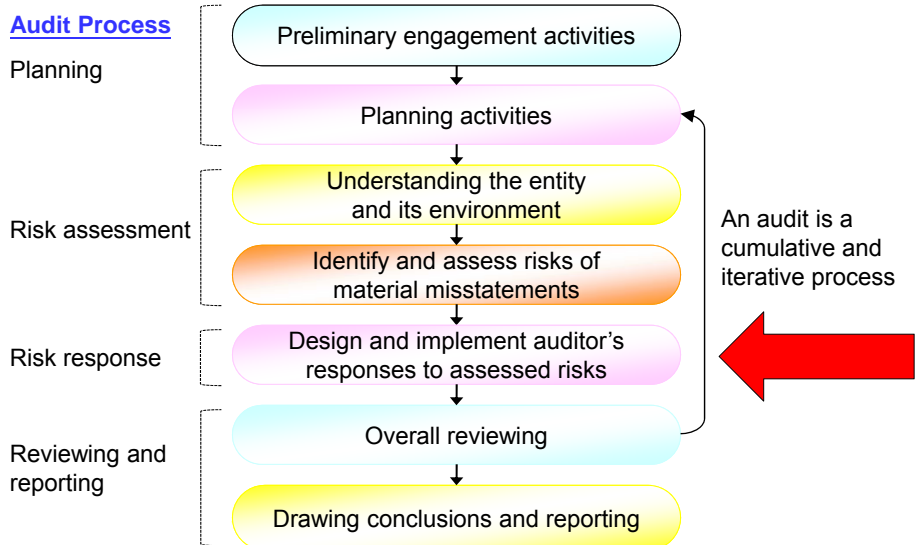 Audit Process
Planning
Preliminary engagement activities
Planning activities
Risk assessment
Understanding the entity
and its environment
Identify and assess risks of
material misstatements
Risk response
Design and implement auditor's
responses to assessed risks
Reviewing and
reporting
Overall reviewing
Drawing conclusions and reporting
An audit is a
cumulative and
iterative process